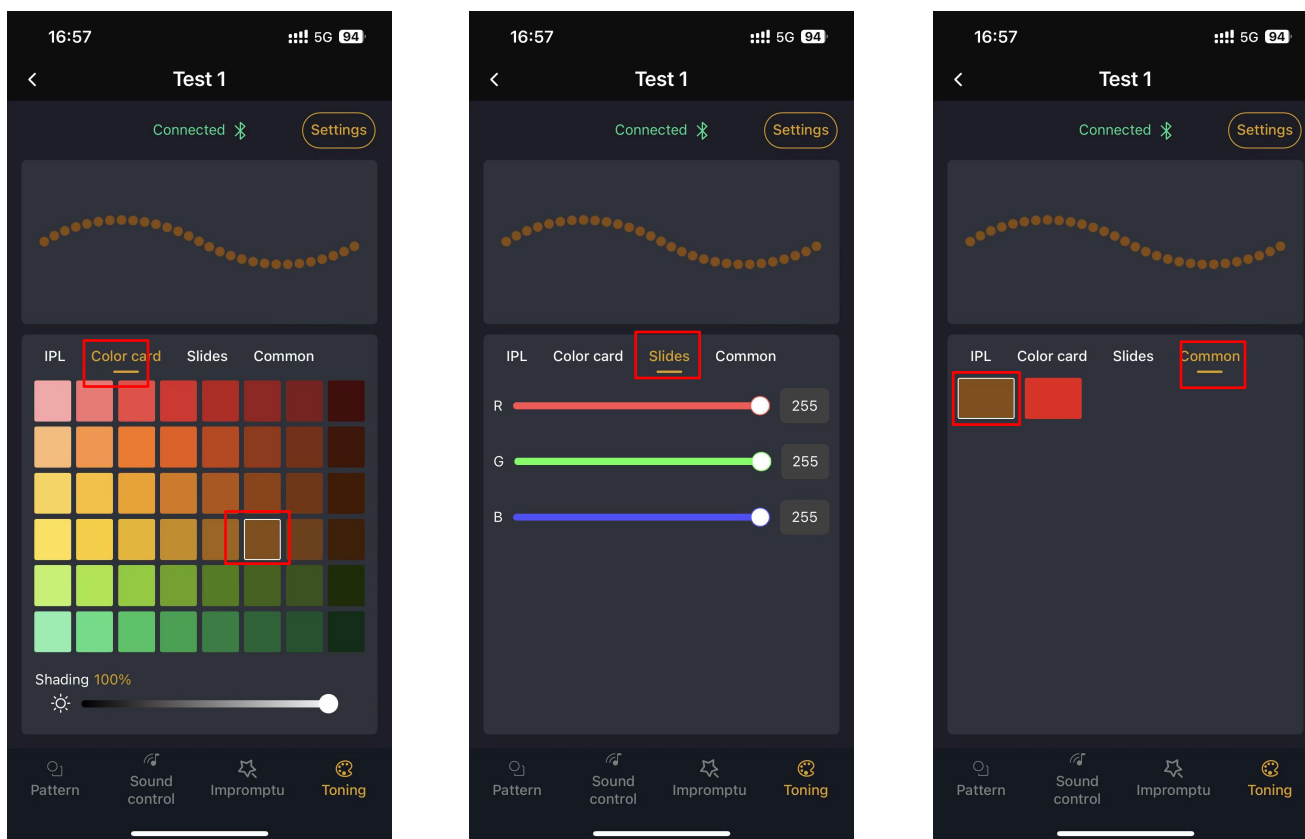 16:57 5G 94
Test 1
Connected Settings
IPL Color card Slides Common
Shading 100%
Pattern Sound control Impromptu Toning
16:57 5G 94
Test 1
Connected Settings
IPL Color card Slides Common
R 255
G 255
B 255
Pattern Sound control Impromptu Toning
16:57 5G 94
Test 1
Connected Settings
IPL Color card Slides Common
Pattern Sound control Impromptu Toning